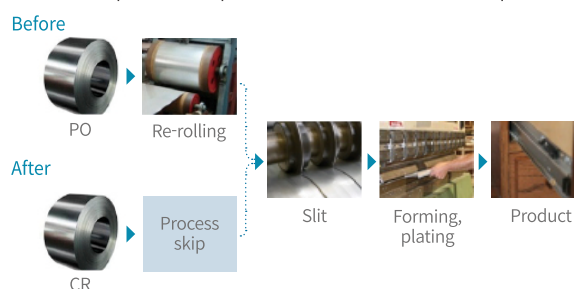 Before
PO
Re-rolling
After
CR
Process
skip
Slit
Forming,
plating
Product